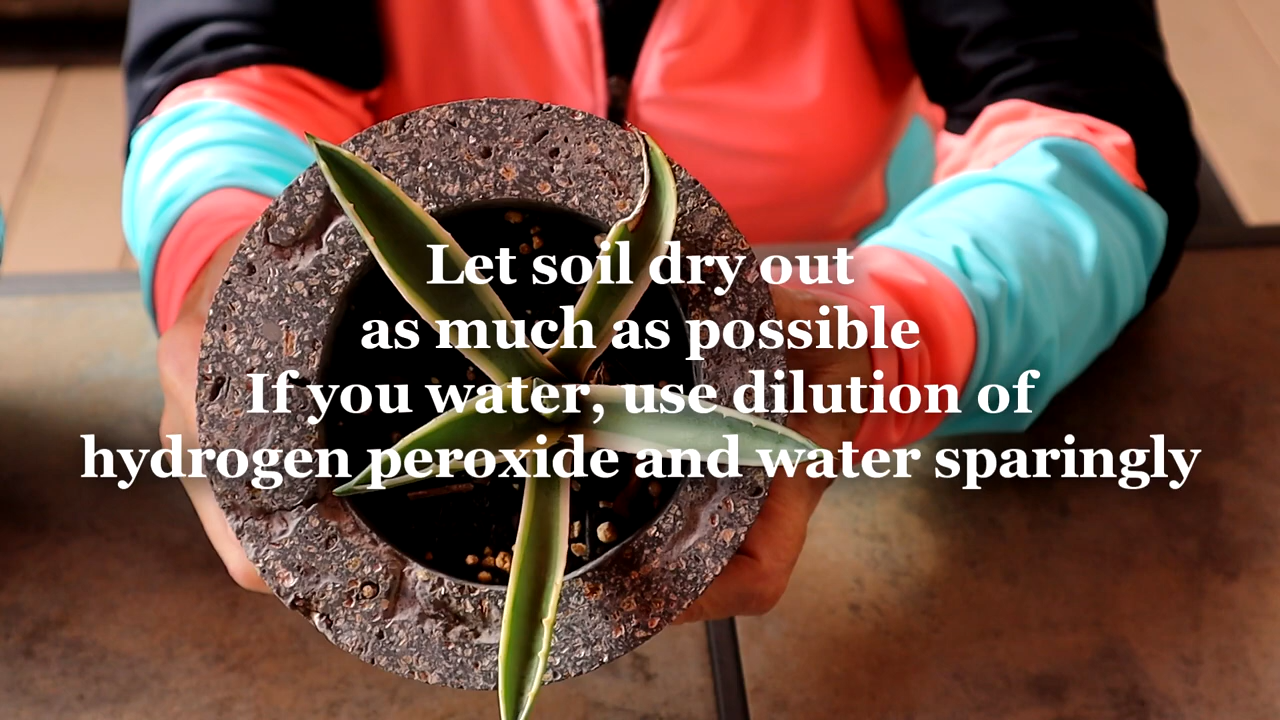 Let soil dry out
as much as possible
If you water, use dilution of
hydrogen peroxide and water sparingly